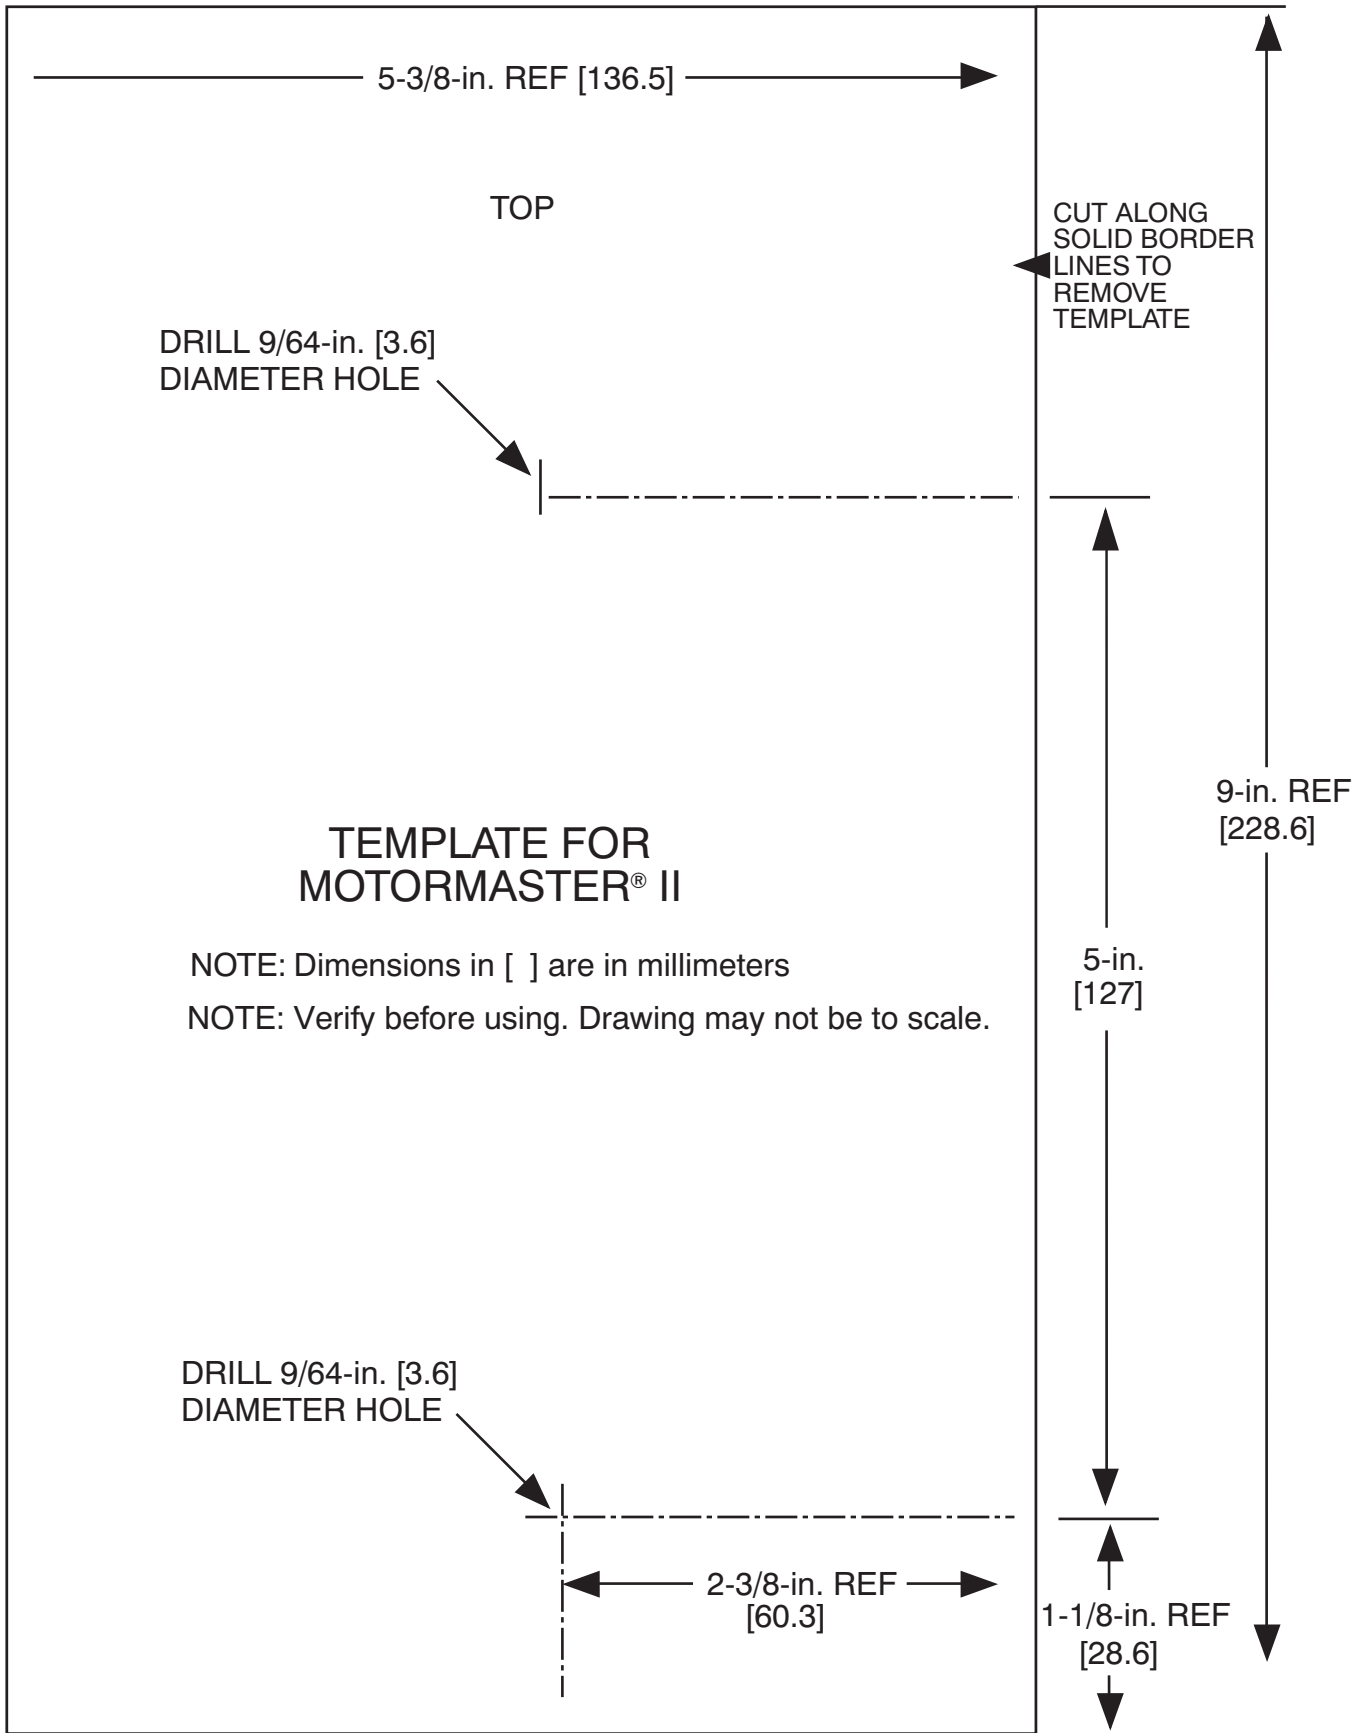 5-3/8-in. REF [136.5]
TOP
CUT ALONG
SOLID BORDER
LINES TO
REMOVE
TEMPLATE
DRILL 9/64-in. [3.6]
DIAMETER HOLE
9-in. REF
[228.6]
TEMPLATE FOR
MOTORMASTER® II
5-in.
[127]
NOTE: Dimensions in [ ] are in millimeters
NOTE: Verify before using. Drawing may not be to scale.
DRILL 9/64-in. [3.6]
DIAMETER HOLE
2-3/8-in. REF
[60.3]
1-1/8-in. REF
[28.6]